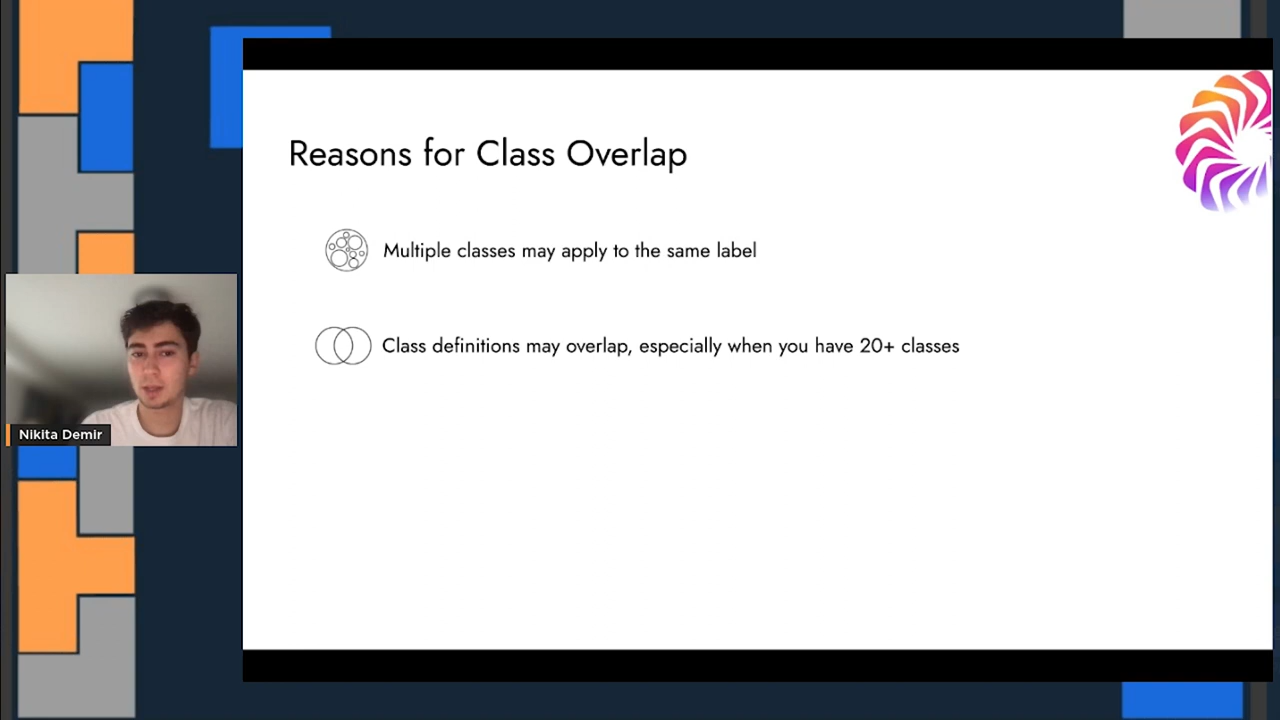 Reasons for Class Overlap
Multiple classes may apply to the same label
Class definitions may overlap, especially when you have 20+ classes
Nikita Demir